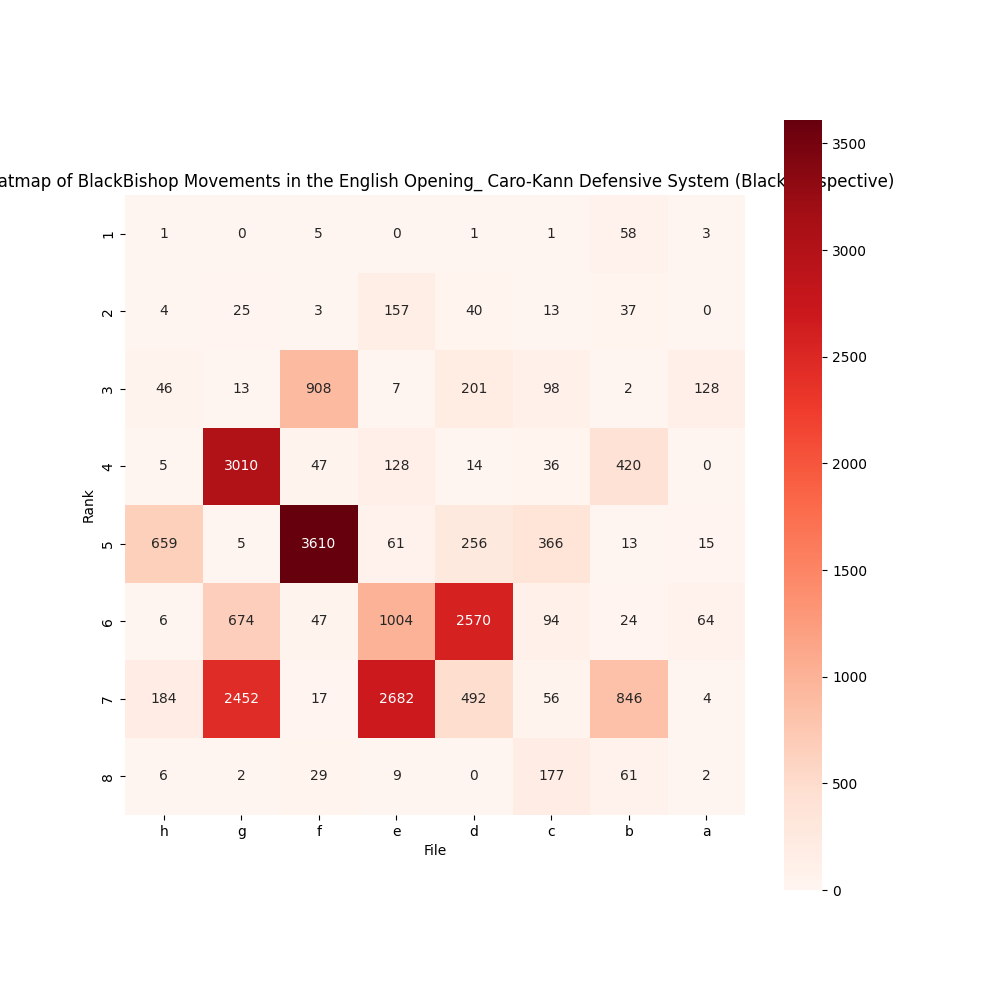 atmap of BlackBishop Movements in the English Opening_ Caro-Kann Defensive System (Black spective)
3500
1 1 0 5 0 1 1 58 3
3000
2 4 25 3 157 40 13 37 0
2500
3 46 13 908 7 201 98 2 128
4 5 3010 47 128 14 36 420 0
2000
Rank
5 659 5 3610 61 256 366 13 15
1500
6 6 674 47 1004 2570 94 24 64
1000
7 184 2452 17 2682 492 56 846 4
500
8 6 2 29 9 0 177 61 2
h g f e d c b a
File
0